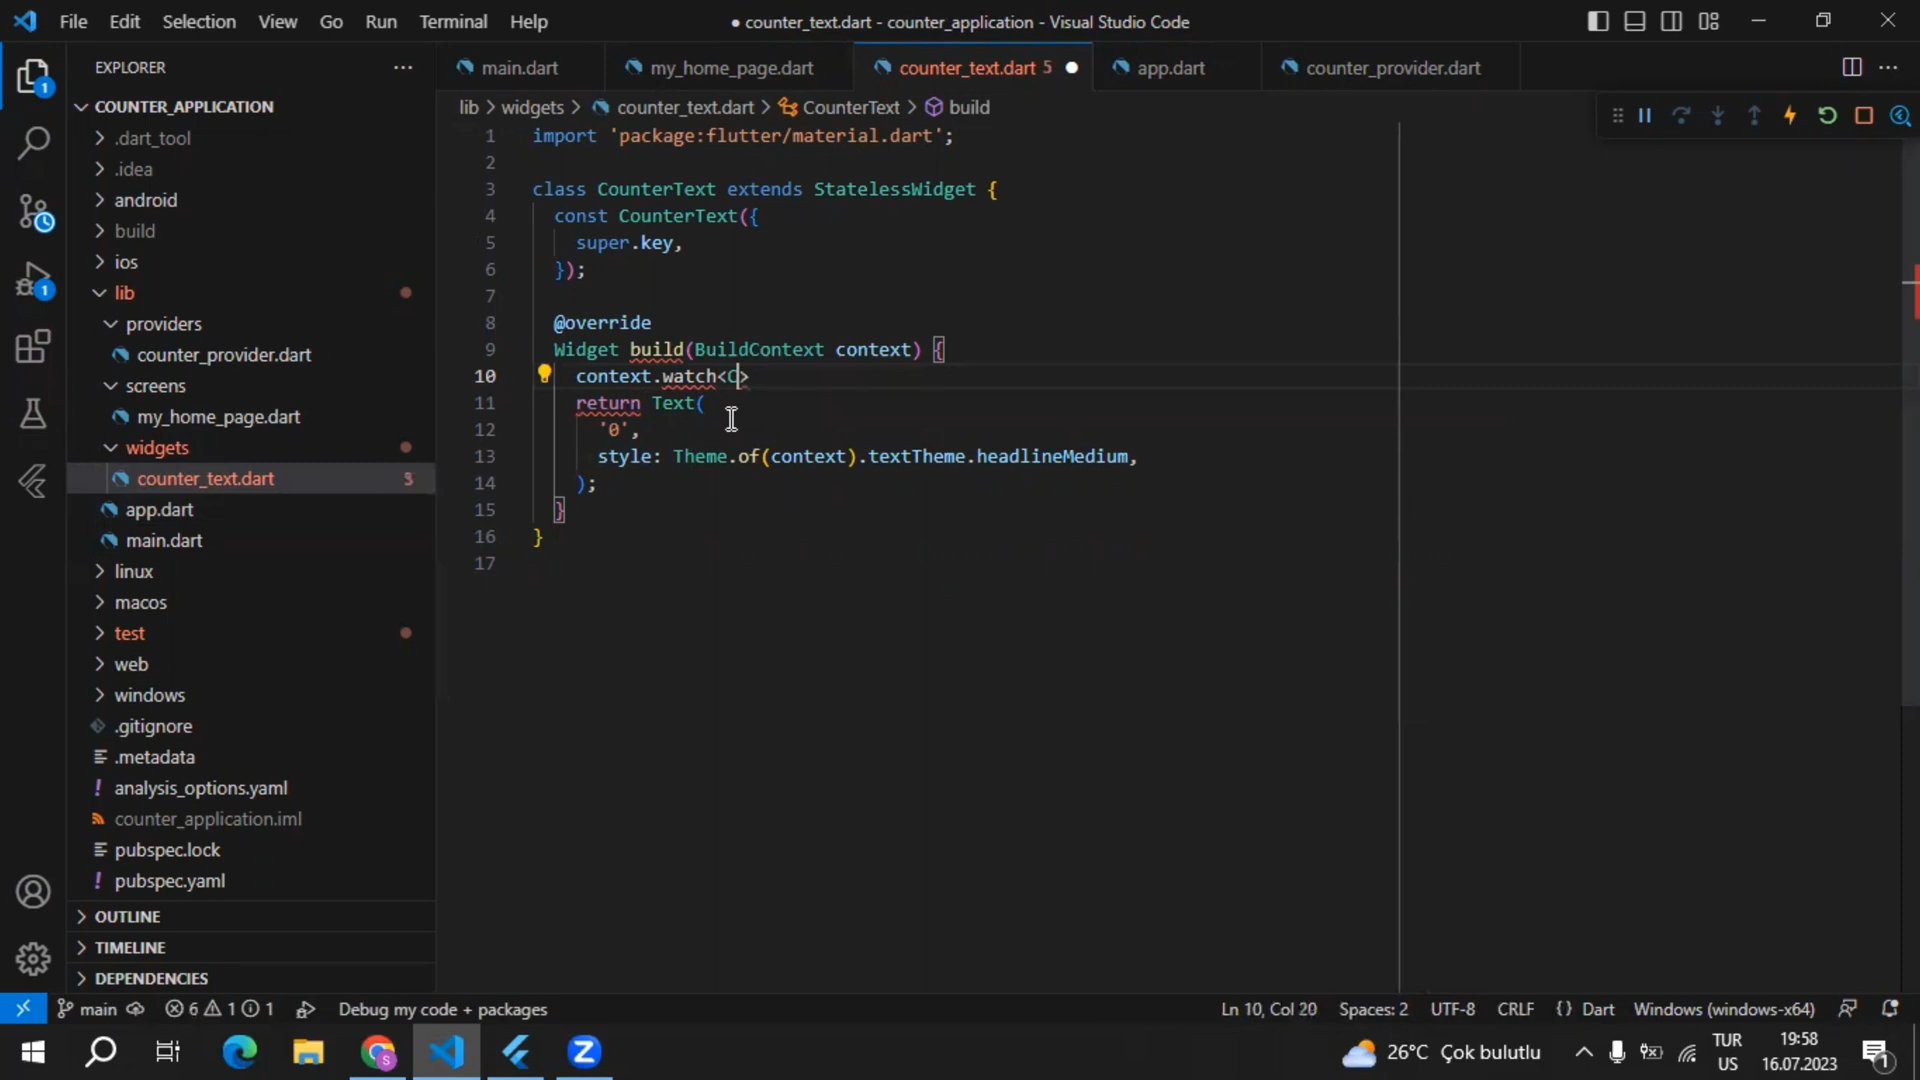 File Edit Selection View Go Run Terminal Help
● counter_text.dart - counter_application - Visual Studio Code
EXPLORER
COUNTER_APPLICATION
.dart_tool
.idea
android
build
ios
lib
providers
counter_provider.dart
screens
my_home_page.dart
widgets
counter_text.dart 5
app.dart
main.dart
linux
macos
test
web
windows
.gitignore
.metadata
analysis_options.yaml
counter_application.iml
pubspec.lock
pubspec.yaml
OUTLINE
TIMELINE
DEPENDENCIES
1
1
main.dart my_home_page.dart counter_text.dart 5 app.dart counter_provider.dart
lib > widgets > counter_text.dart > CounterText > build
1 import 'package:flutter/material.dart';
2
3 class CounterText extends StatelessWidget {
4 const CounterText({
5 super.key,
6 });
7
8 @override
9 Widget build(BuildContext context) {
10 context.watch<C>
11 return Text(
12 '0',
13 style: Theme.of(context).textTheme.headlineMedium,
14 );
15 }
16 }
17
main 6 1 1 Debug my code + packages
Ln 10, Col 20 Spaces: 2 UTF-8 CRLF {} Dart Windows (windows-x64)
26°C Çok bulutlu
TUR
US
19:58
16.07.2023
1